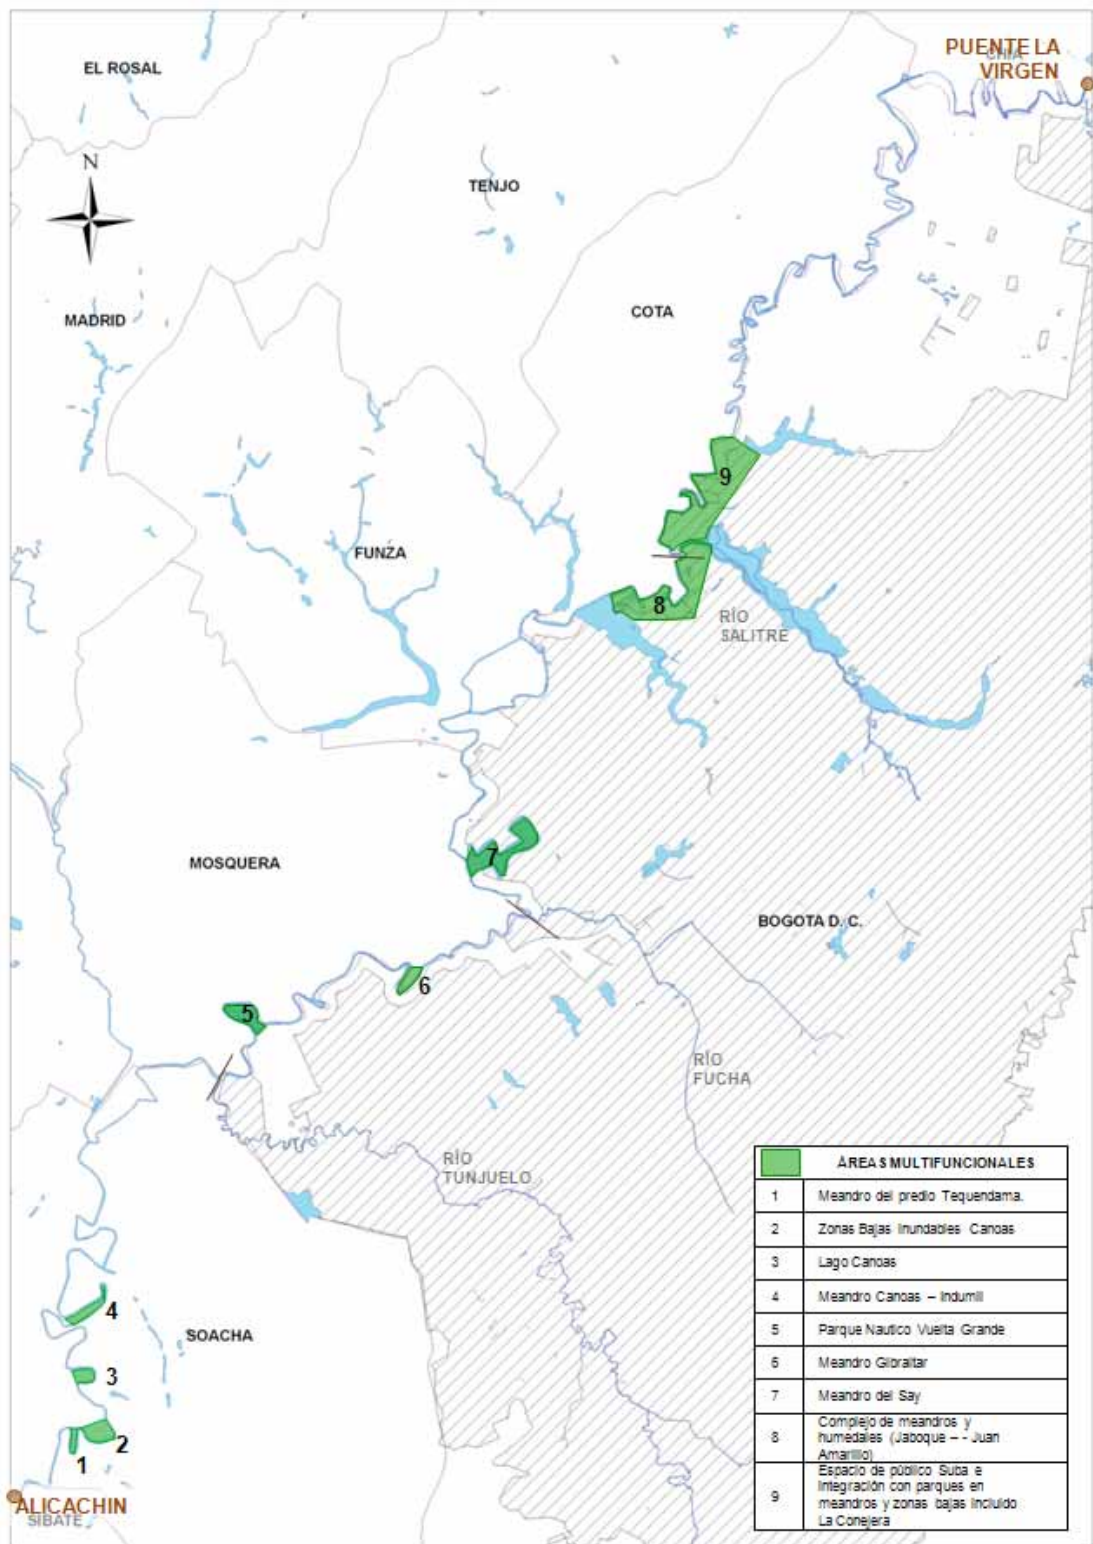 PUENTE LA
CHIA
VIRGEN
EL ROSAL
N
TENJO
MADRID
COTA
9
FUNZA
8
RÍO
SALITRE
7
MOSQUERA
BOGOTA D. C.
6
5
RÍO
FUCHA
RÍO
TUNJUELO
4
SOACHA
3
2
1
ALICACHIN
SIBATE
ÁREAS MULTIFUNCIONALES
1 Meandro del predio Tequendama.
2 Zonas Bajas Inundables Canoas
3 Lago Canoas
4 Meandro Canoas – Indumil
5 Parque Nautico Vuelta Grande
6 Meandro Gibraltar
7 Meandro del Say
8 Complejo de meandros y
humedales (Jaboque – - Juan
Amarillo)
9 Espacio de público Suba e
Integración con parques en
meandros y zonas bajas incluido
La Conejera